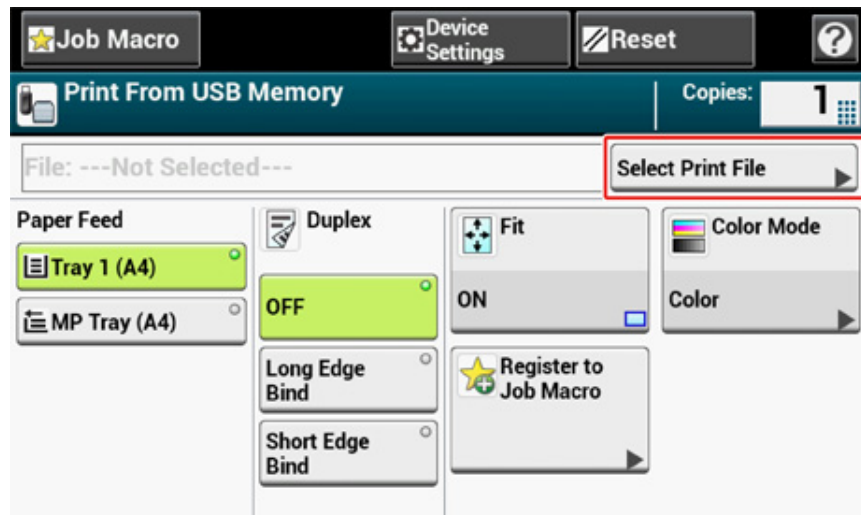 Job Macro
Device
Settings
Reset
?
Print From USB Memory
Copies:
1
File: ---Not Selected---
Select Print File
Paper Feed
Tray 1 (A4)
MP Tray (A4)
Duplex
OFF
Long Edge
Bind
Short Edge
Bind
Fit
ON
Register to
Job Macro
Color Mode
Color